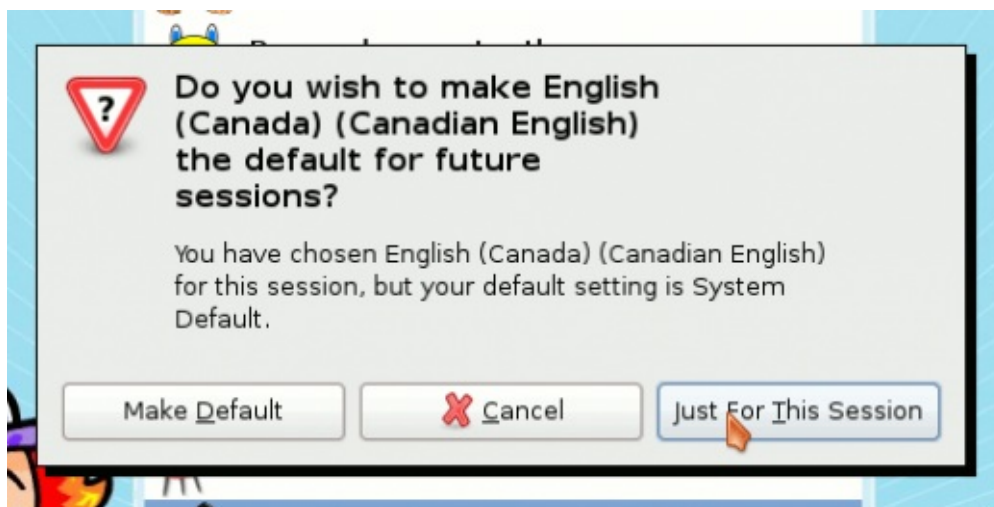 Do you wish to make English
(Canada) (Canadian English)
the default for future
sessions?
You have chosen English (Canada) (Canadian English)
for this session, but your default setting is System
Default.
Make Default
Cancel
Just For This Session